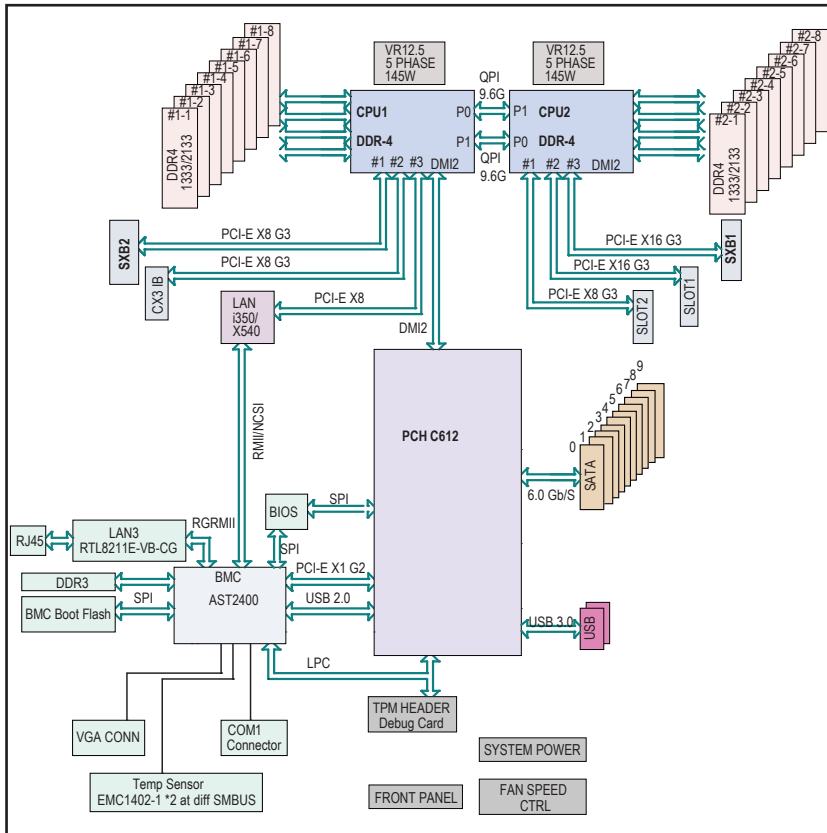 #1-8
#1-7
#1-6
#1-5
#1-4
#1-3
#1-2
#1-1
DDR4
1333/2133
VR12.5
5 PHASE
145W
QPI
9.6G
VR12.5
5 PHASE
145W
#2-8
#2-7
#2-6
#2-5
#2-4
#2-3
#2-2
#2-1
DDR4
1333/2133
CPU1
P0
DDR-4
P1
#1 #2 #3 DMI2
QPI
9.6G
P1
CPU2
P0
DDR-4
#1 #2 #3 DMI2
SXB2
PCI-E X8 G3
PCI-E X16 G3
SXB1
CX3 IB
PCI-E X8 G3
PCI-E X16 G3
SLOT1
LAN
i350/
X540
PCI-E X8
PCI-E X8 G3
SLOT2
DMI2
RMII/NCSI
PCH C612
0 1 2 3 4 5 6 7 8 9
SATA
6.0 Gb/S
BIOS
SPI
SPI
RJ45
LAN3
RTL8211E-VB-CG
RGRMII
DDR3
SPI
BMC Boot Flash
BMC
AST2400
PCI-E X1 G2
USB 2.0
USB 3.0
USB
LPC
TPM HEADER
Debug Card
VGA CONN
COM1
Connector
SYSTEM POWER
Temp Sensor
EMC1402-1 *2 at diff SMBUS
FRONT PANEL
FAN SPEED
CTRL